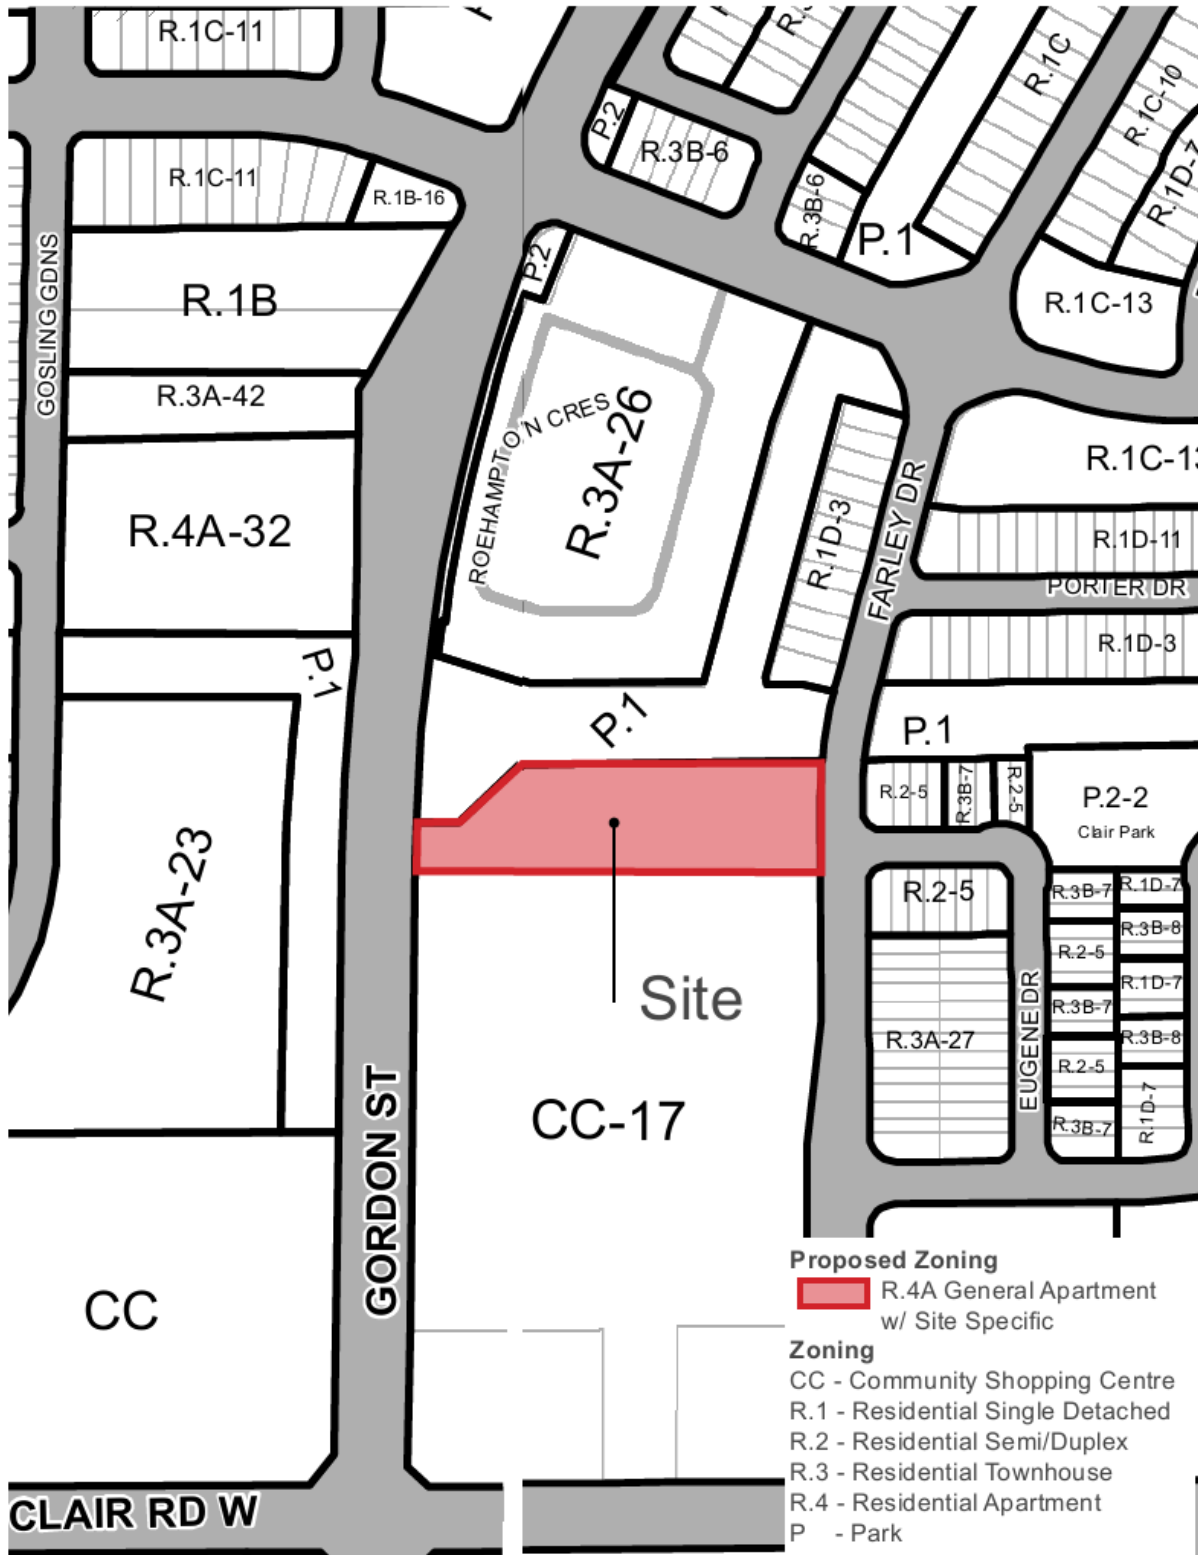 R.1C-11
R.1C
R.1C-10
R.1D-7
P.2
R.3B-6
R.3B-6
P.1
R.1C-11
R.1B-16
P.2
R.1B
R.1C-13
GOSLING GDNS
R.3A-42
ROEHAMPTON CRES
R.3A-26
R.1C-13
R.4A-32
R.1D-3
FARLEY DR
R.1D-11
PORTER DR
R.1D-3
P.1
P.1
P.1
R.2-5
R.3B-7
R.2-5
P.2-2
Clair Park
R.3A-23
R.2-5
R.3B-7
R.1D-7
R.3B-8
R.2-5
R.1D-7
Site
R.3B-7
R.3A-27
EUGENE DR
R.3B-8
R.2-5
R.1D-7
R.3B-7
CC-17
GORDON ST
CC
Proposed Zoning
R.4A General Apartment
w/ Site Specific
Zoning
CC - Community Shopping Centre
R.1 - Residential Single Detached
R.2 - Residential Semi/Duplex
R.3 - Residential Townhouse
R.4 - Residential Apartment
P - Park
CLAIR RD W